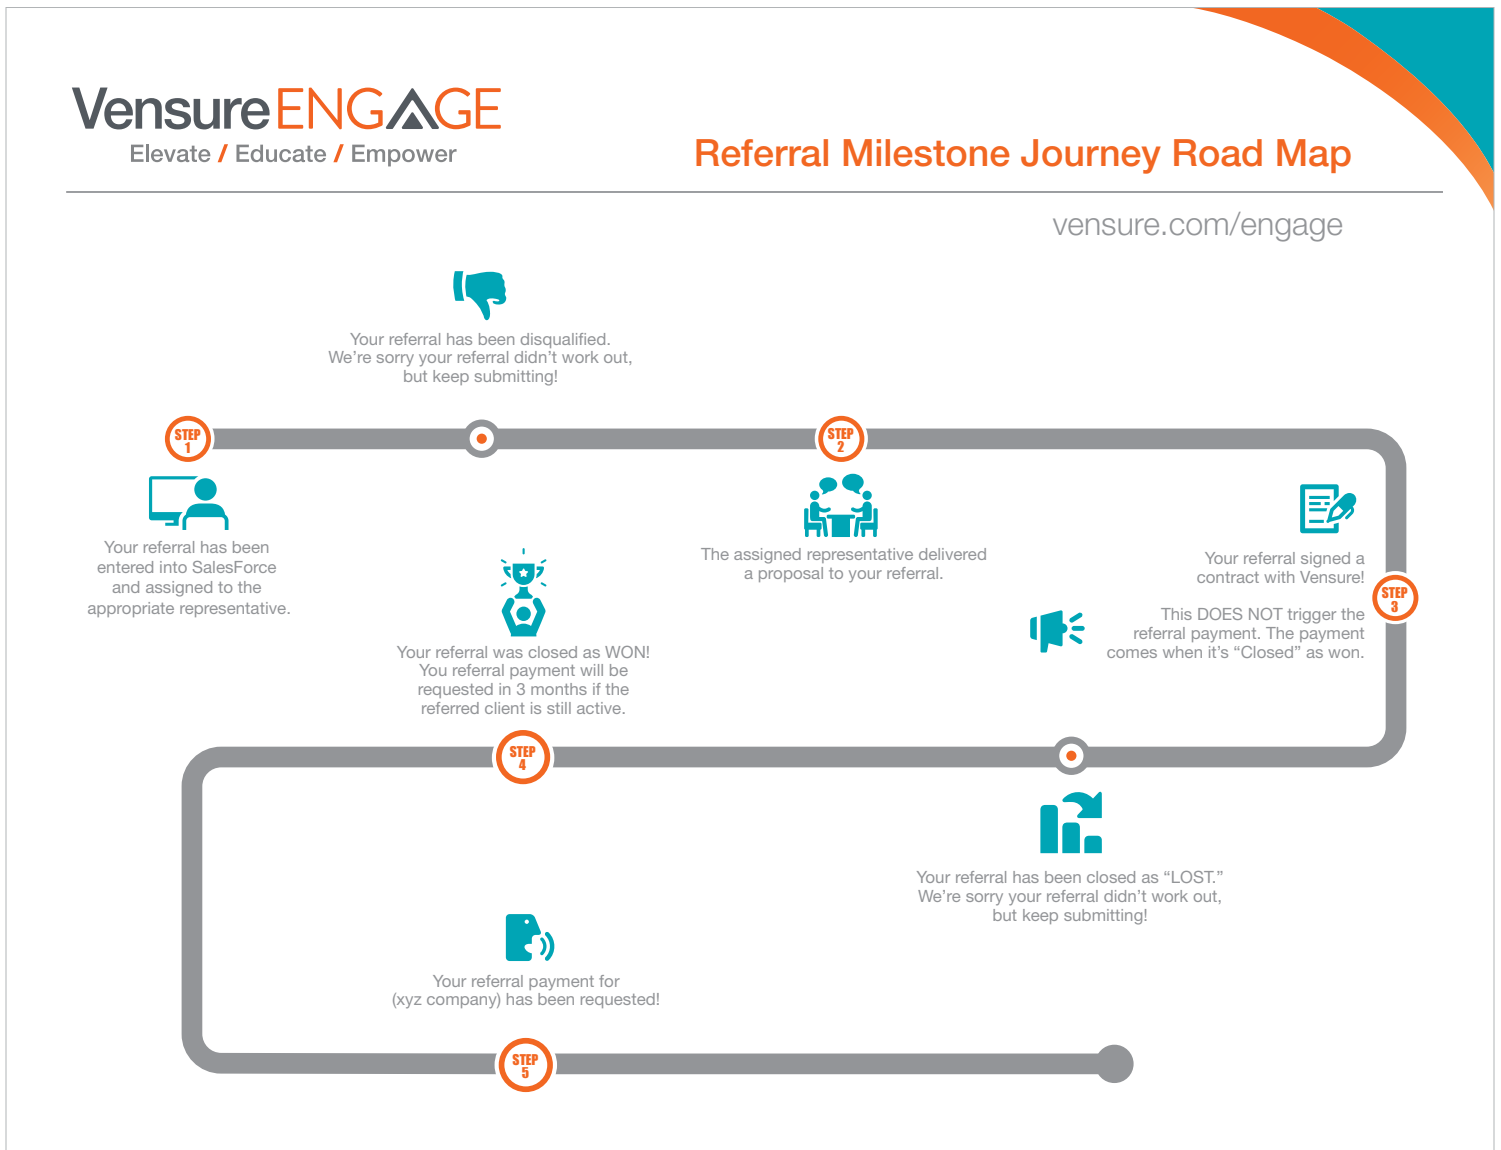 Vensure ENGAGE
Elevate / Educate / Empower
Referral Milestone Journey Road Map
vensure.com/engage
Your referral has been disqualified.
We're sorry your referral didn't work out,
but keep submitting!
STEP
1
STEP
2
Your referral has been
entered into SalesForce
and assigned to the
appropriate representative.
The assigned representative delivered
a proposal to your referral.
Your referral signed a
contract with Vensure!
This DOES NOT trigger the
referral payment. The payment
comes when it's “Closed” as won.
STEP
3
Your referral was closed as WON!
You referral payment will be
requested in 3 months if the
referred client is still active.
STEP
4
Your referral has been closed as “LOST.”
We're sorry your referral didn't work out,
but keep submitting!
Your referral payment for
(xyz company) has been requested!
STEP
5